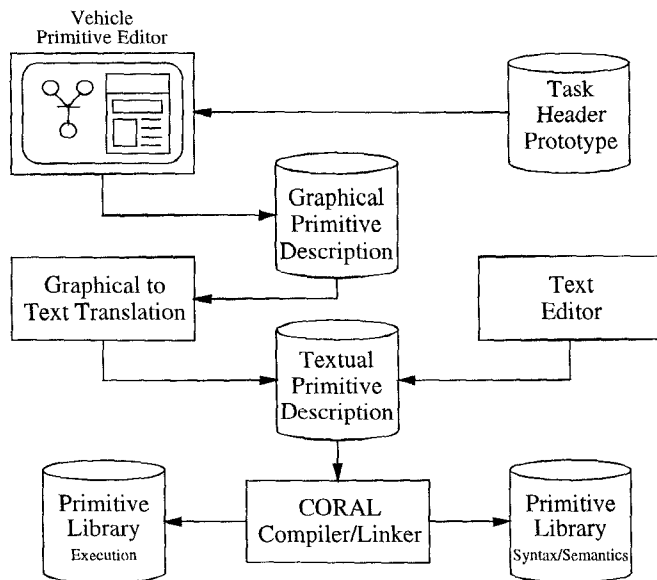 Vehicle
Primitive Editor
Task
Header
Prototype
Graphical
Primitive
Description
Graphical to
Text Translation
Text
Editor
Textual
Primitive
Description
Primitive
Library
Execution
CORAL
Compiler/Linker
Primitive
Library
Syntax/Semantics